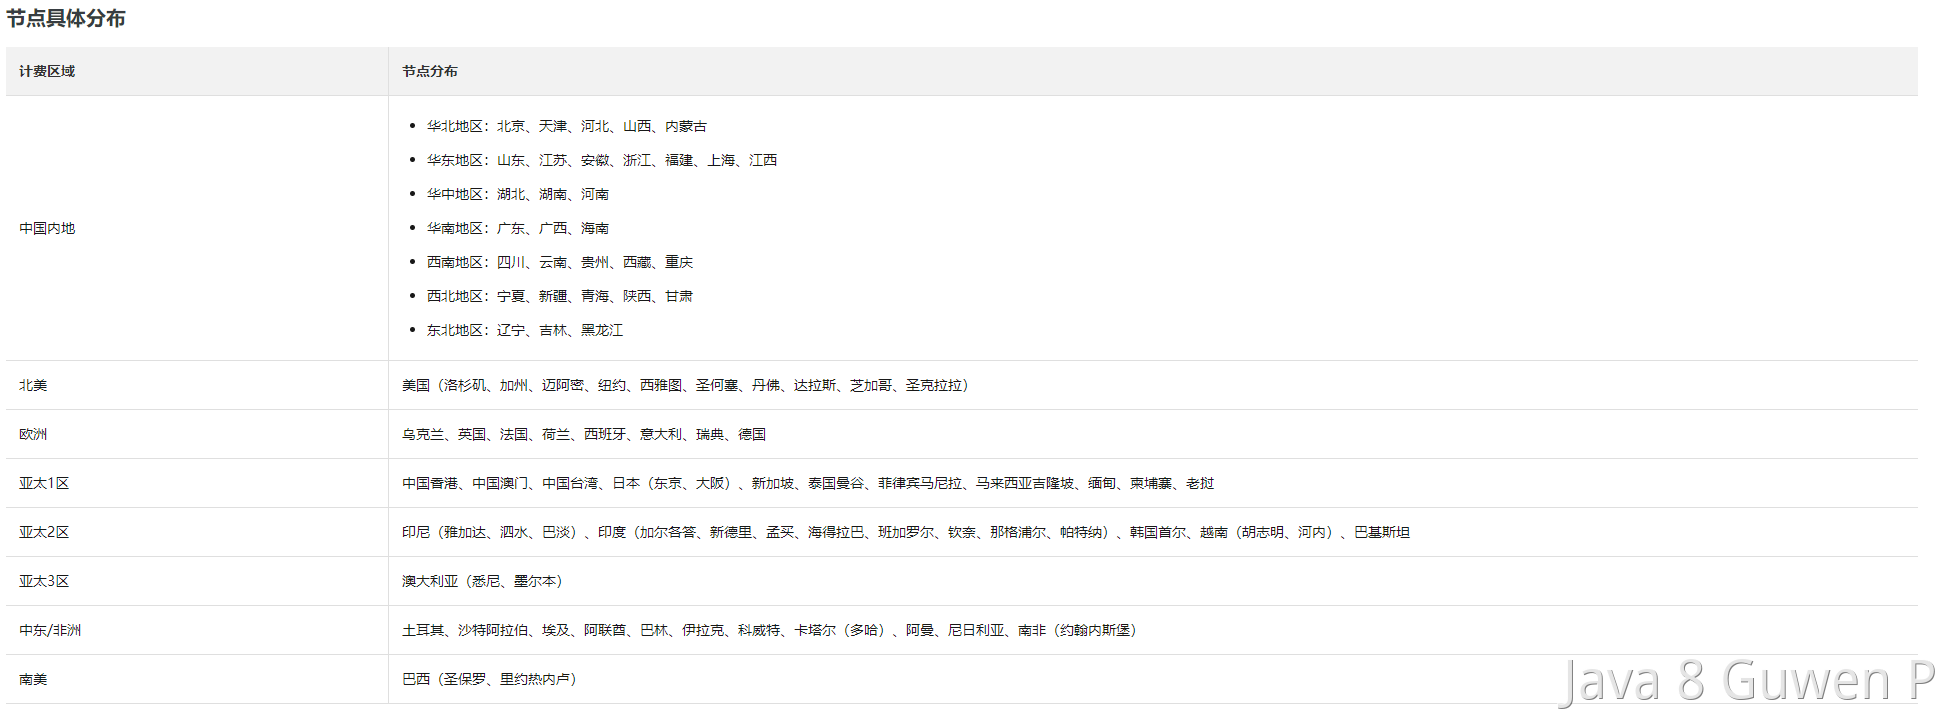 节点具体分布
计费区域 节点分布
华北地区：北京、天津、河北、山西、内蒙古
华东地区：山东、江苏、安徽、浙江、福建、上海、江西
华中地区：湖北、湖南、河南
中国内地 华南地区：广东、广西、海南
西南地区：四川、云南、贵州、西藏、重庆
西北地区：宁夏、新疆、青海、陕西、甘肃
东北地区：辽宁、吉林、黑龙江
北美 美国（洛杉矶、加州、迈阿密、纽约、西雅图、圣何塞、丹佛、达拉斯、芝加哥、圣克拉拉）
欧洲 乌克兰、英国、法国、荷兰、西班牙、意大利、瑞典、德国
亚太1区 中国香港、中国澳门、中国台湾、日本（东京、大阪）、新加坡、泰国曼谷、菲律宾马尼拉、马来西亚吉隆坡、缅甸、柬埔寨、老挝
亚太2区 印尼（雅加达、泗水、巴淡）、印度（加尔各答、新德里、孟买、海得拉巴、班加罗尔、钦奈、那格浦尔、帕特纳）、韩国首尔、越南（胡志明、河内）、巴基斯坦
亚太3区 澳大利亚（悉尼、墨尔本）
中东/非洲 土耳其、沙特阿拉伯、埃及、阿联酋、巴林、伊拉克、科威特、卡塔尔（多哈）、阿曼、尼日利亚、南非（约翰内斯堡）
南美 巴西（圣保罗、里约热内卢）
Java 8 Guwen P